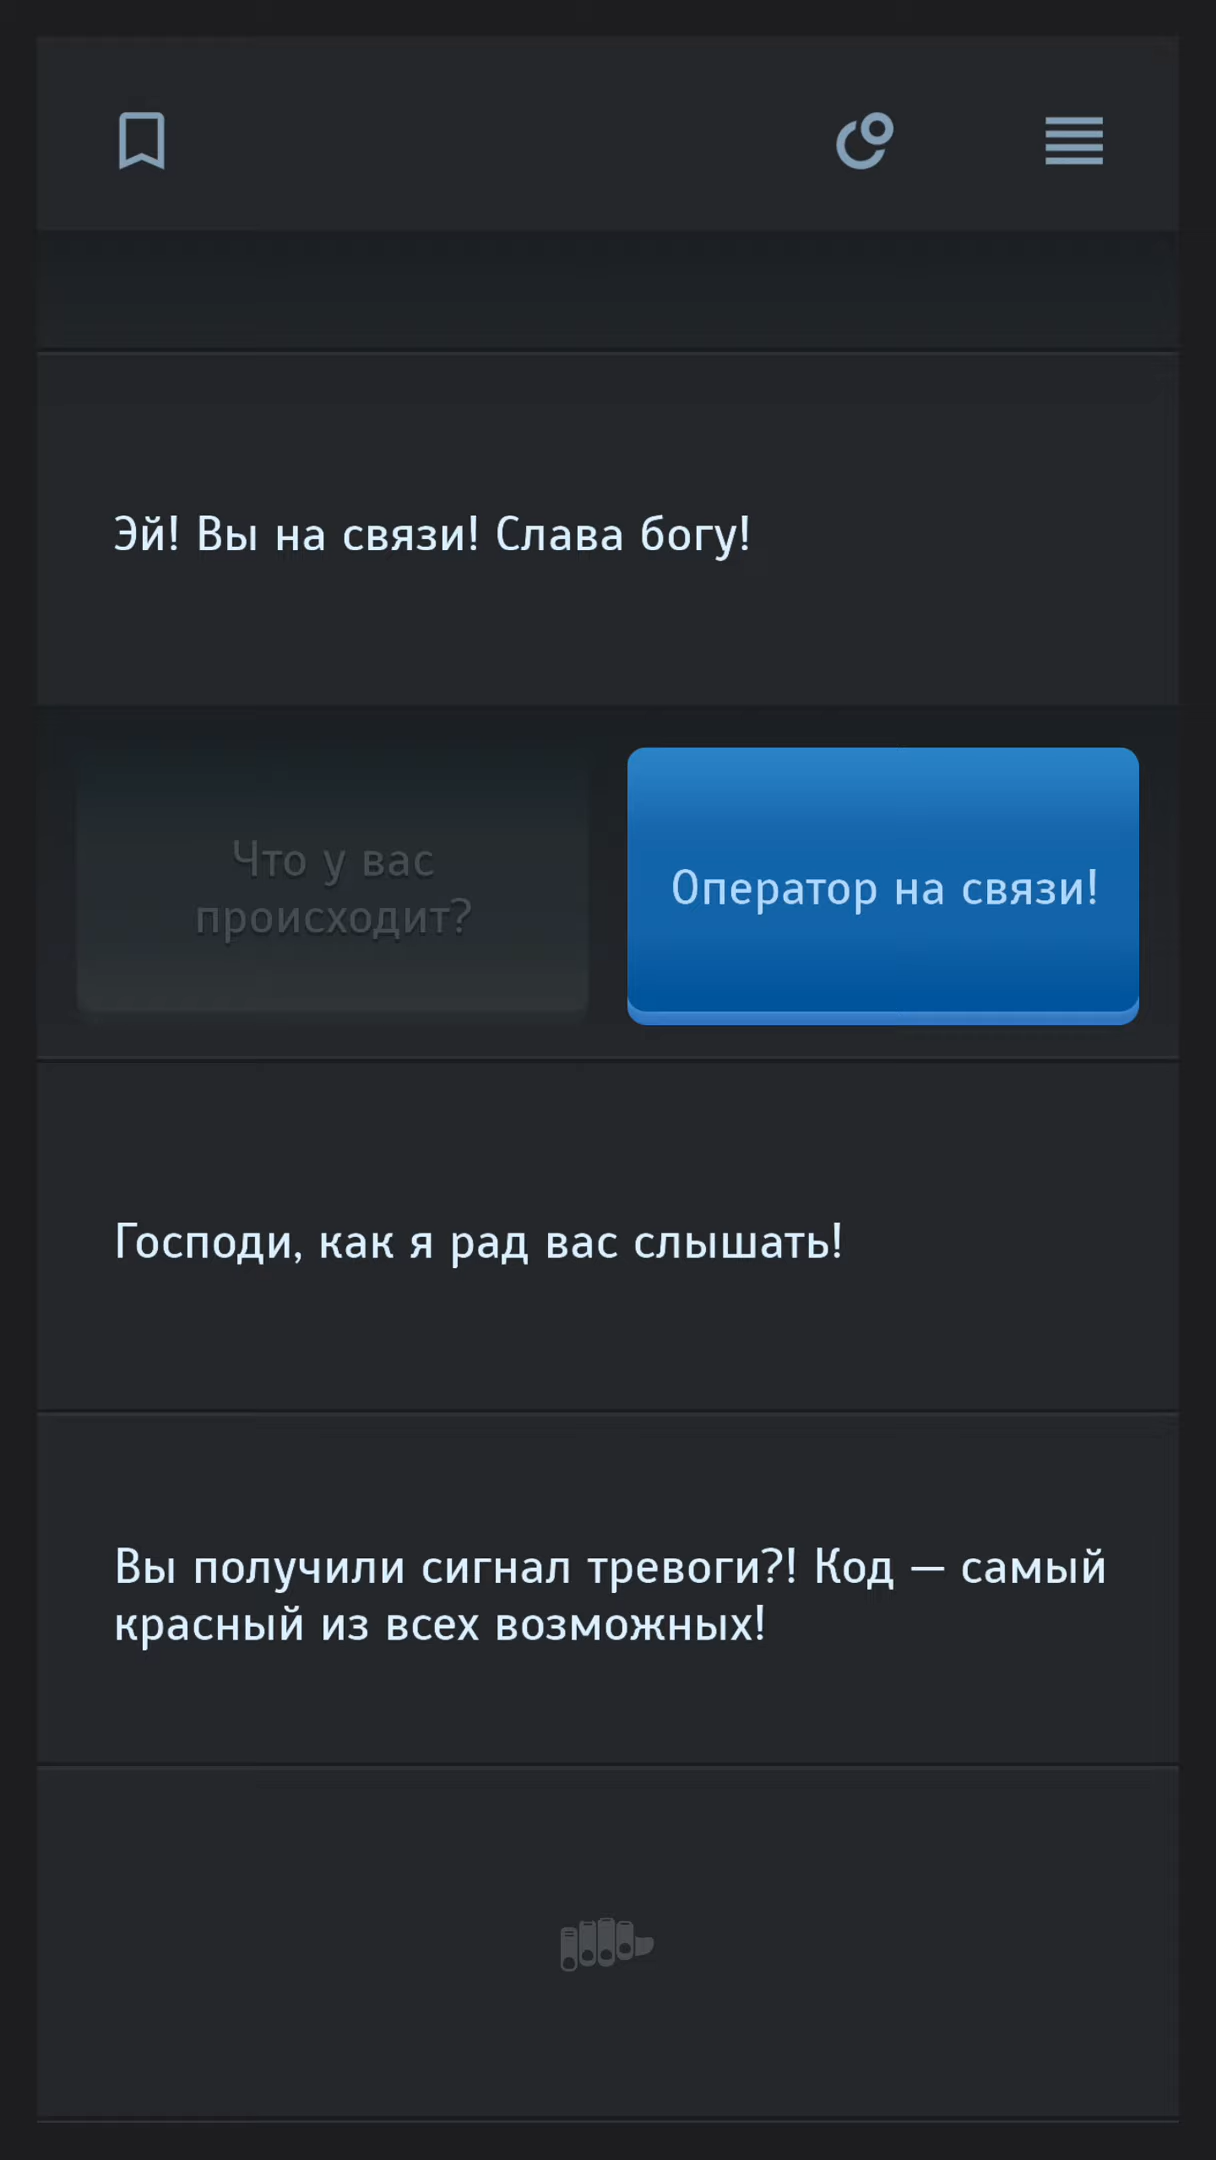 Эй! Вы на связи! Слава богу!
Что у вас
происходит?
Оператор на связи!
Господи, как я рад вас слышать!
Вы получили сигнал тревоги?! Код — самый
красный из всех возможных!